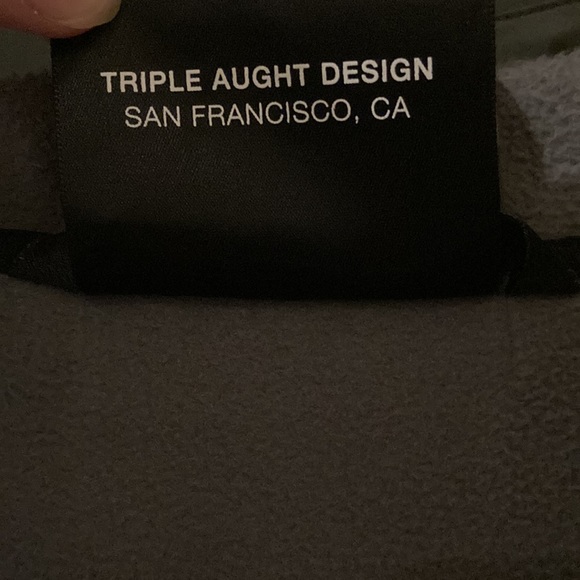 TRIPLE AUGHT DESIGN
SAN FRANCISCO, CA